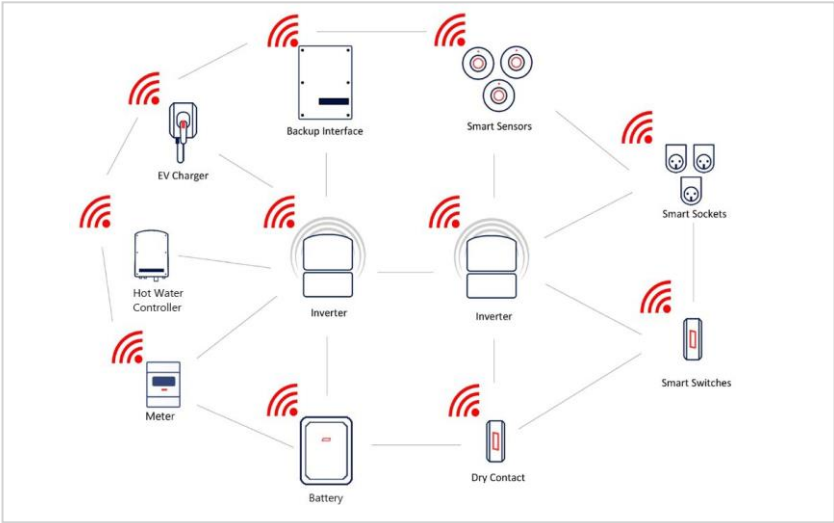 Backup Interface
Smart Sensors
EV Charger
Smart Sockets
Hot Water
Controller
Inverter
Inverter
Smart Switches
Meter
Dry Contact
Battery